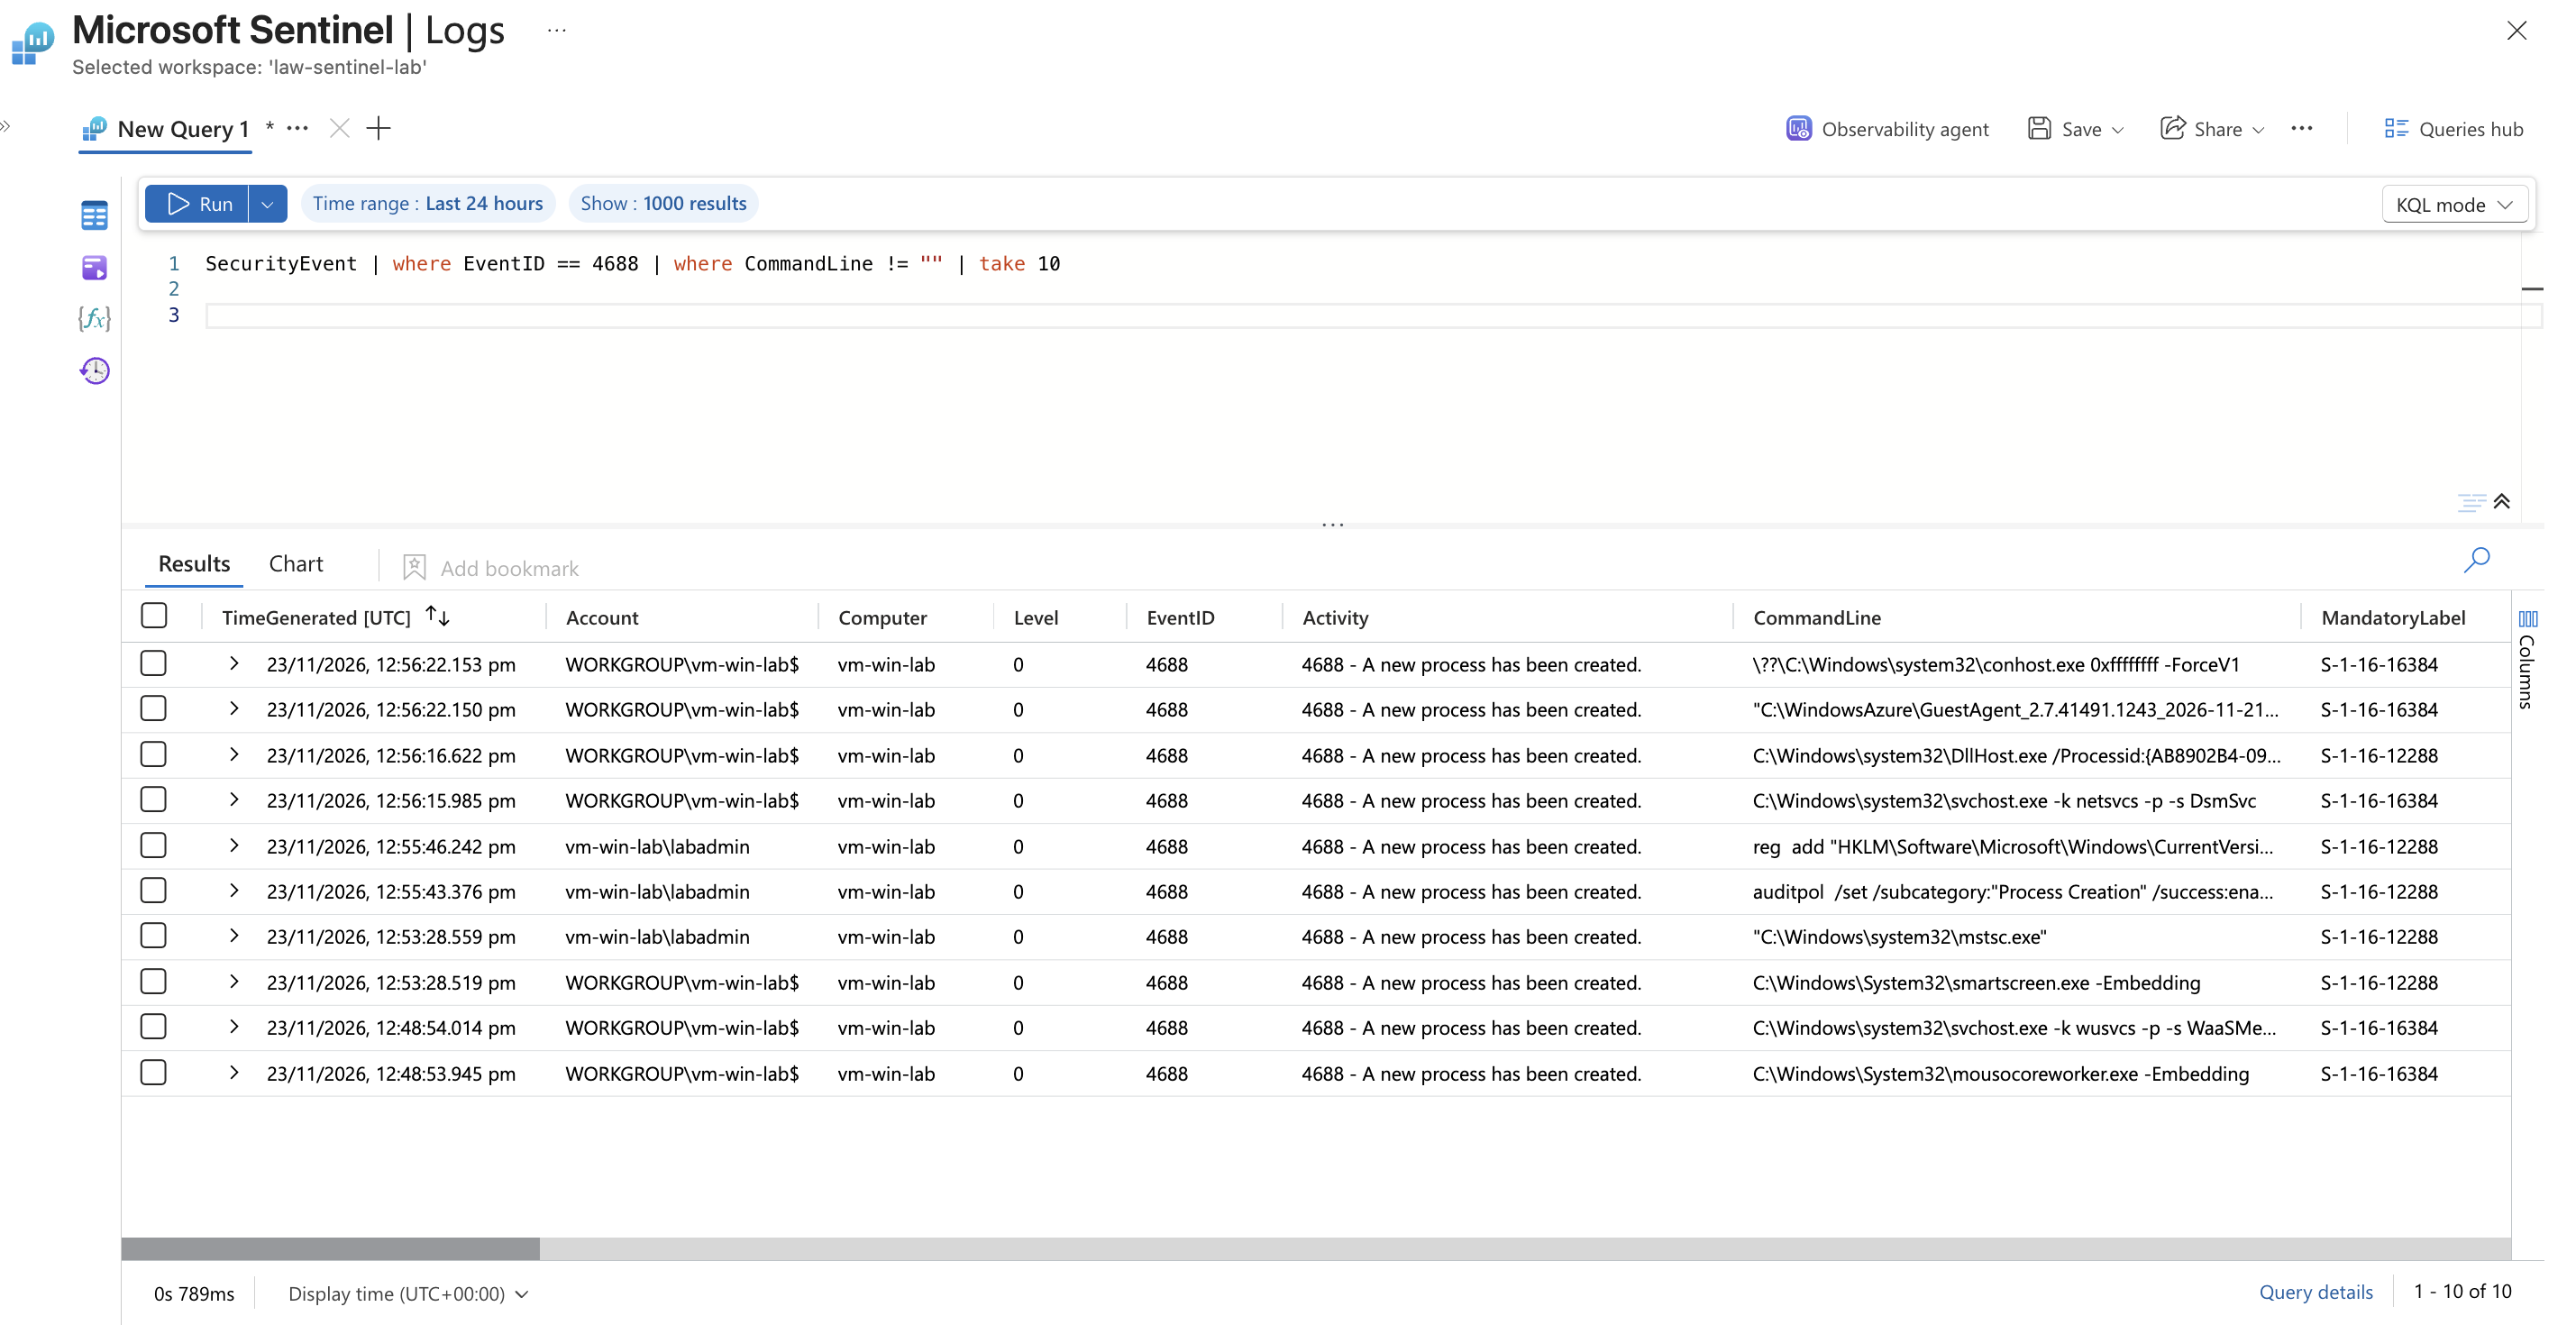 Microsoft Sentinel | Logs ...
Selected workspace: 'law-sentinel-lab'
New Query 1 * ...
Observability agent Save Share ... Queries hub
Run Time range : Last 24 hours Show : 1000 results KQL mode
1 SecurityEvent | where EventID == 4688 | where CommandLine != "" | take 10
2
3
{fx}
Results Chart Add bookmark
TimeGenerated [UTC] Account Computer Level EventID Activity CommandLine MandatoryLabel
Columns
23/11/2026, 12:56:22.153 pm WORKGROUP\vm-win-lab$ vm-win-lab 0 4688 4688 - A new process has been created. \??\C:\Windows\system32\conhost.exe 0xffffffff -ForceV1 S-1-16-16384
23/11/2026, 12:56:22.150 pm WORKGROUP\vm-win-lab$ vm-win-lab 0 4688 4688 - A new process has been created. "C:\WindowsAzure\GuestAgent_2.7.41491.1243_2026-11-21... S-1-16-16384
23/11/2026, 12:56:16.622 pm WORKGROUP\vm-win-lab$ vm-win-lab 0 4688 4688 - A new process has been created. C:\Windows\system32\DllHost.exe /Processid:{AB8902B4-09... S-1-16-12288
23/11/2026, 12:56:15.985 pm WORKGROUP\vm-win-lab$ vm-win-lab 0 4688 4688 - A new process has been created. C:\Windows\system32\svchost.exe -k netsvcs -p -s DsmSvc S-1-16-16384
23/11/2026, 12:55:46.242 pm vm-win-lab\labadmin vm-win-lab 0 4688 4688 - A new process has been created. reg  add "HKLM\Software\Microsoft\Windows\CurrentVersi... S-1-16-12288
23/11/2026, 12:55:43.376 pm vm-win-lab\labadmin vm-win-lab 0 4688 4688 - A new process has been created. auditpol  /set /subcategory:"Process Creation" /success:ena... S-1-16-12288
23/11/2026, 12:53:28.559 pm vm-win-lab\labadmin vm-win-lab 0 4688 4688 - A new process has been created. "C:\Windows\system32\mstsc.exe" S-1-16-12288
23/11/2026, 12:53:28.519 pm WORKGROUP\vm-win-lab$ vm-win-lab 0 4688 4688 - A new process has been created. C:\Windows\System32\smartscreen.exe -Embedding S-1-16-12288
23/11/2026, 12:48:54.014 pm WORKGROUP\vm-win-lab$ vm-win-lab 0 4688 4688 - A new process has been created. C:\Windows\system32\svchost.exe -k wusvcs -p -s WaaSMe... S-1-16-16384
23/11/2026, 12:48:53.945 pm WORKGROUP\vm-win-lab$ vm-win-lab 0 4688 4688 - A new process has been created. C:\Windows\System32\mousocoreworker.exe -Embedding S-1-16-16384
0s 789ms Display time (UTC+00:00) Query details 1 - 10 of 10